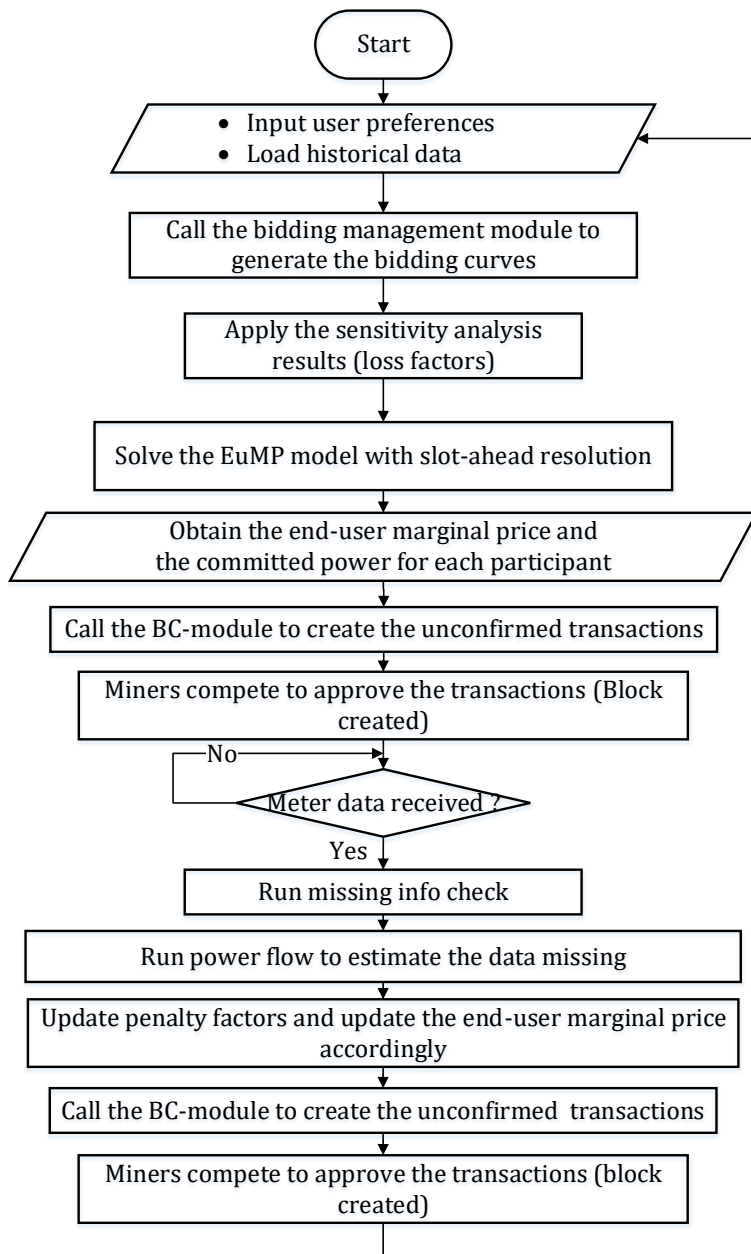 Start
• Input user preferences
• Load historical data
Call the bidding management module to
generate the bidding curves
Apply the sensitivity analysis
results (loss factors)
Solve the EuMP model with slot-ahead resolution
Obtain the end-user marginal price and
the committed power for each participant
Call the BC-module to create the unconfirmed transactions
Miners compete to approve the transactions (Block
created)
No
Meter data received ?
Yes
Run missing info check
Run power flow to estimate the data missing
Update penalty factors and update the end-user marginal price
accordingly
Call the BC-module to create the unconfirmed transactions
Miners compete to approve the transactions (block
created)